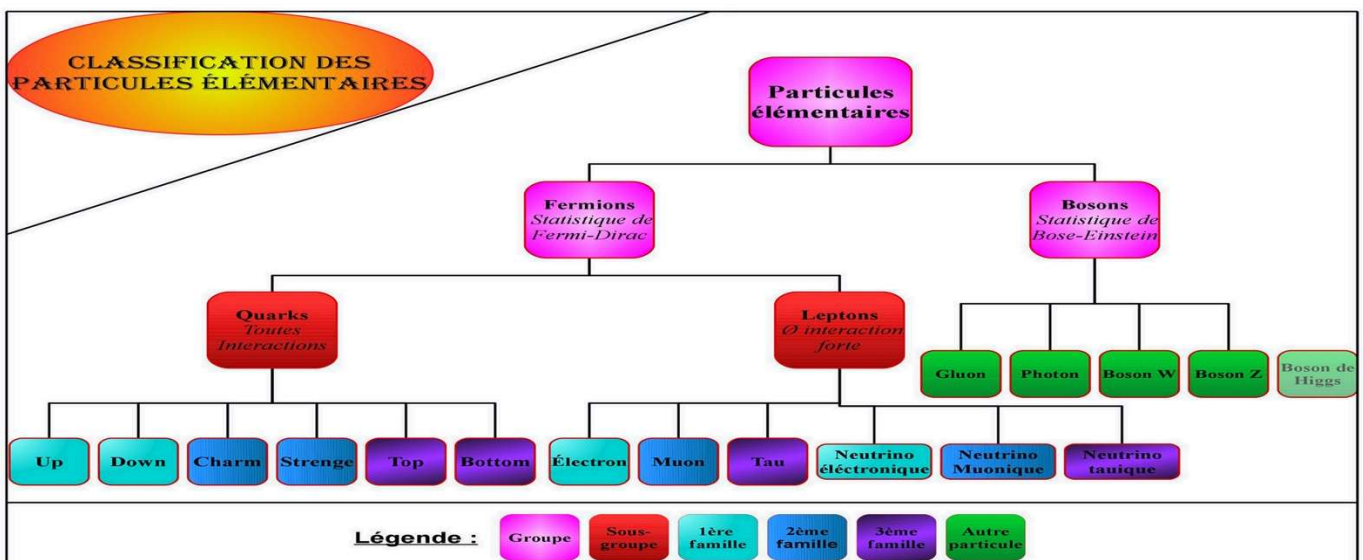 CLASSIFICATION DES
PARTICULES ÉLÉMENTAIRES
Particules
élémentaires
Fermions
Statistique de
Fermi-Dirac
Bosons
Statistique de
Bose-Einstein
Quarks
Toutes
Interactions
Leptons
Ø interaction
forte
Gluon
Photon
Boson W
Boson Z
Boson de
Higgs
Up
Down
Charm
Strenge
Top
Bottom
Électron
Muon
Tau
Neutrino
éléctronique
Neutrino
Muonique
Neutrino
tauique
Légende :
Groupe
Sous-
groupe
1ère
famille
2ème
famille
3ème
famille
Autre
particule